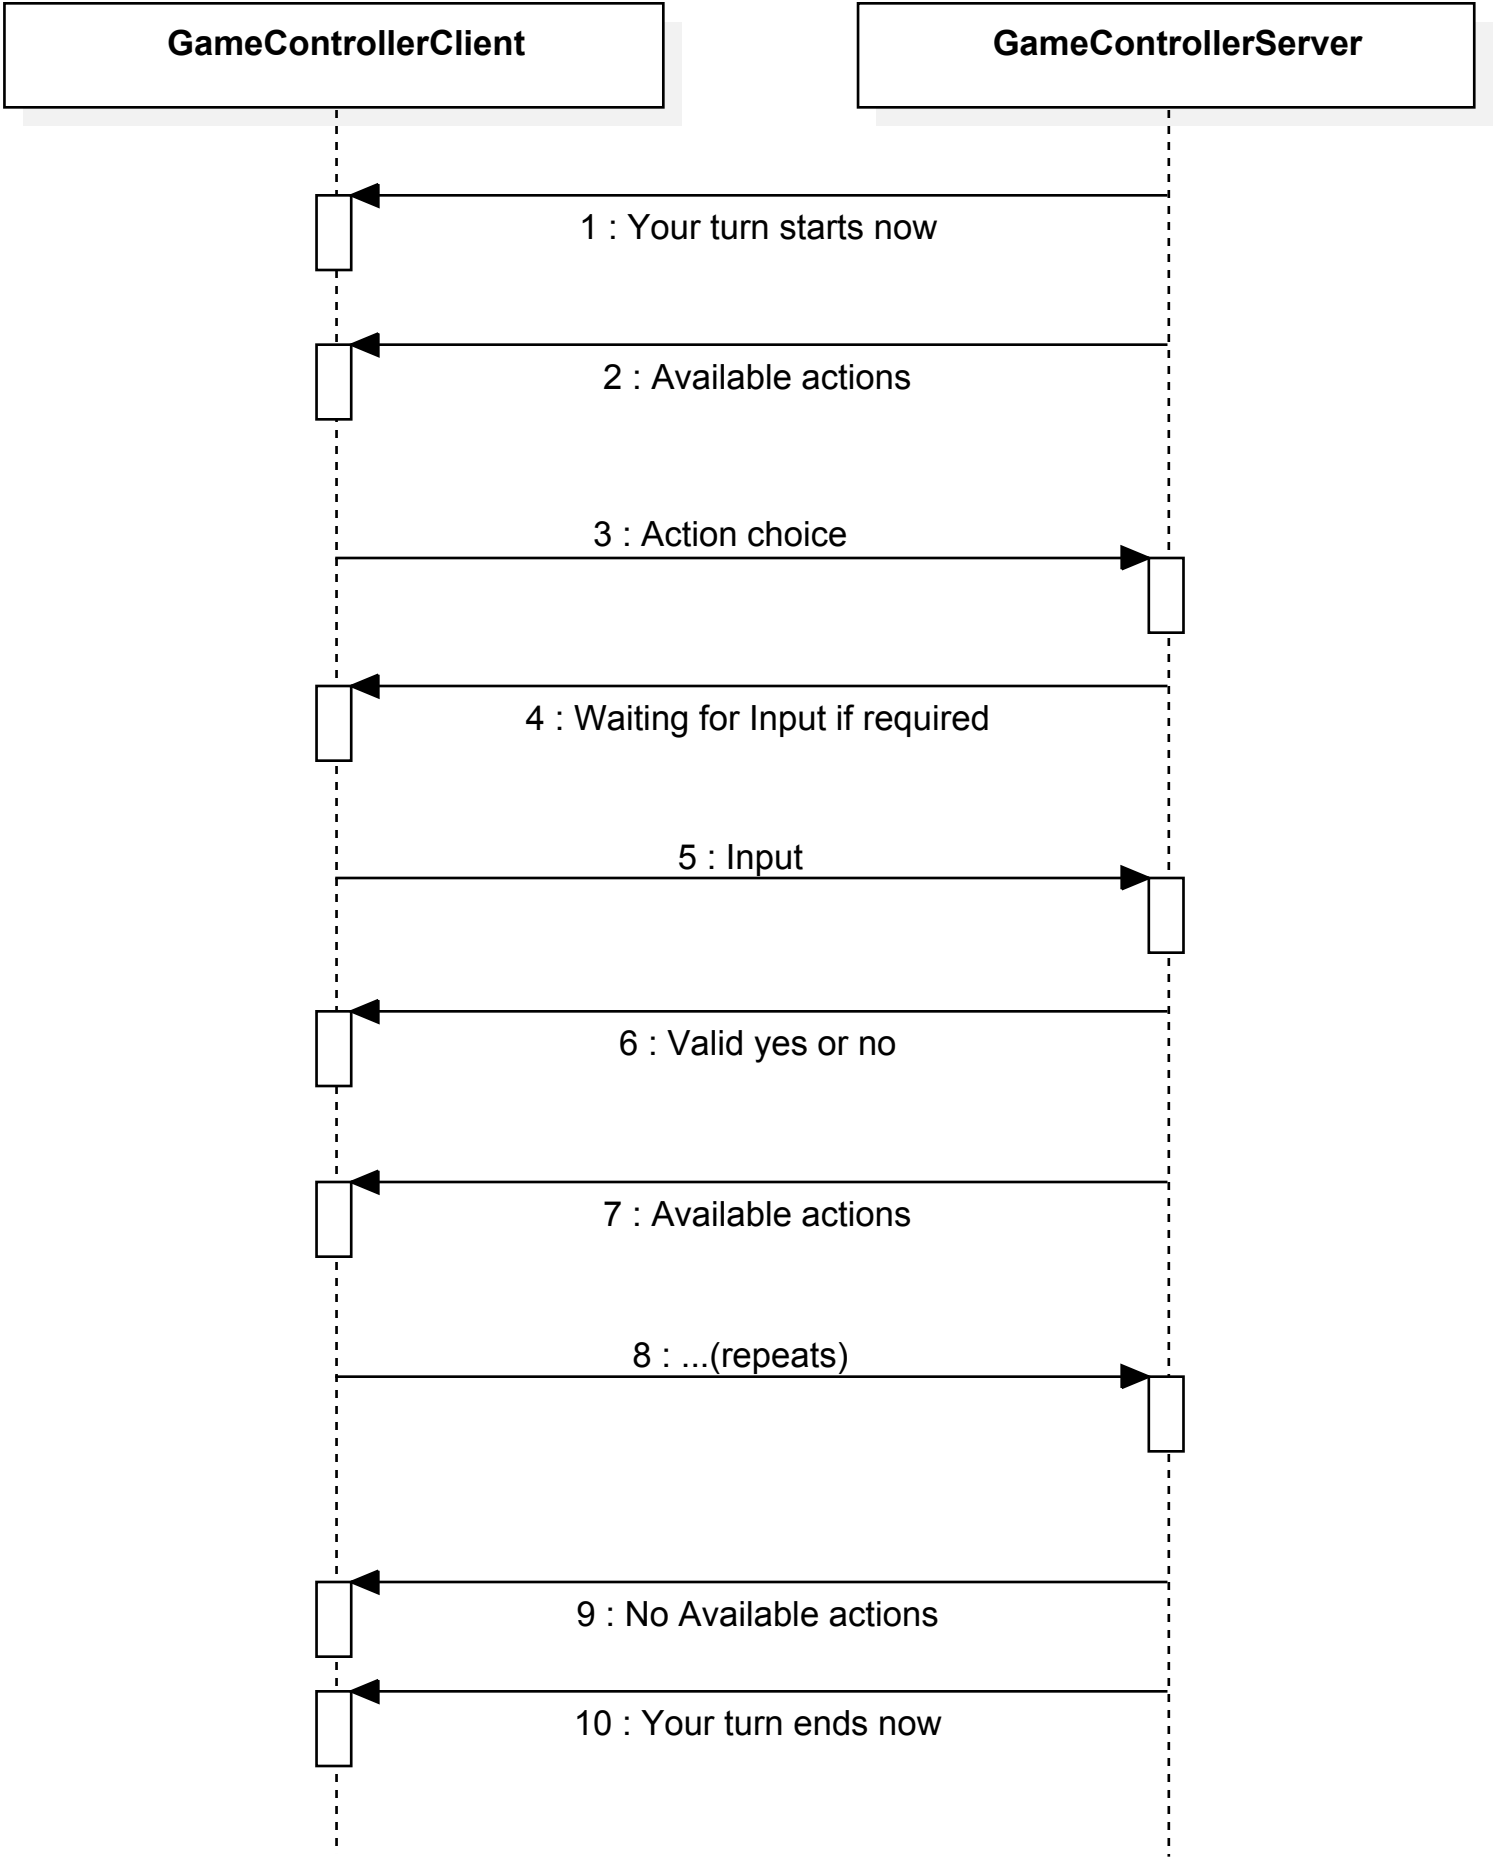 GameControllerClient
GameControllerServer
1 : Your turn starts now
2 : Available actions
3 : Action choice
4 : Waiting for Input if required
5 : Input
6 : Valid yes or no
7 : Available actions
8 : ...(repeats)
9 : No Available actions
10 : Your turn ends now